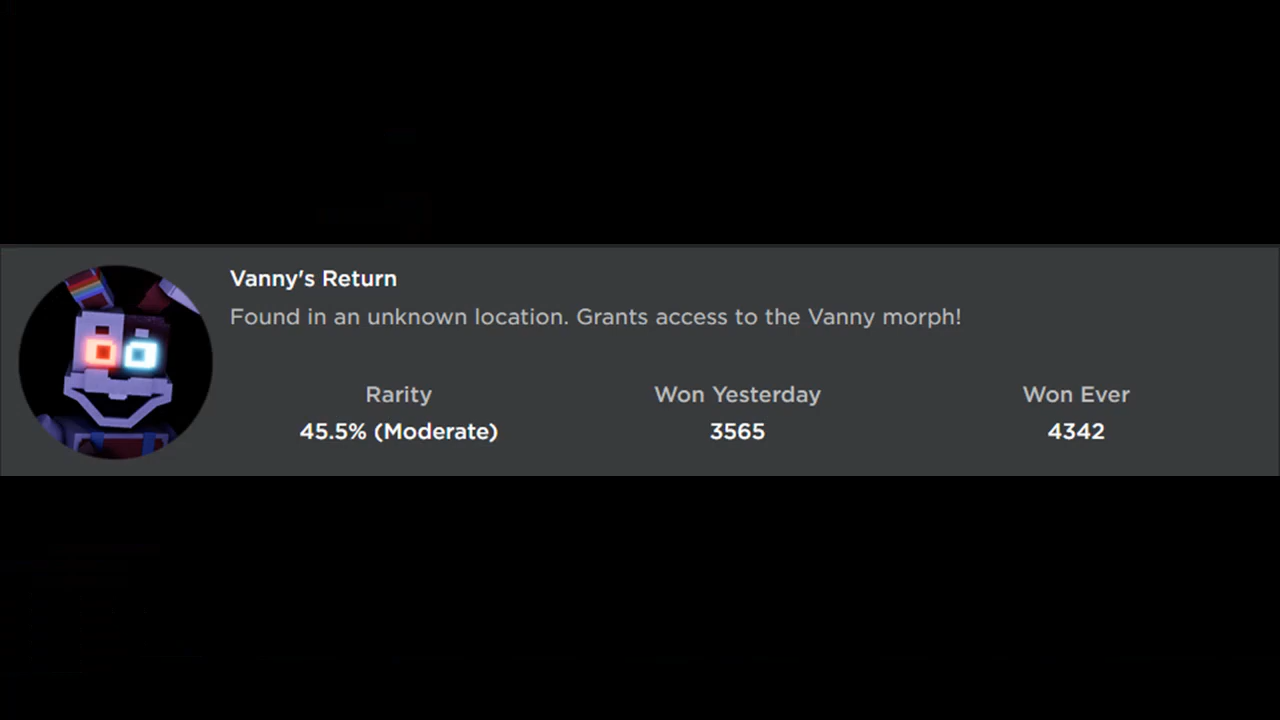 Vanny's Return
Found in an unknown location. Grants access to the Vanny morph!
Rarity Won Yesterday Won Ever
45.5% (Moderate) 3565 4342